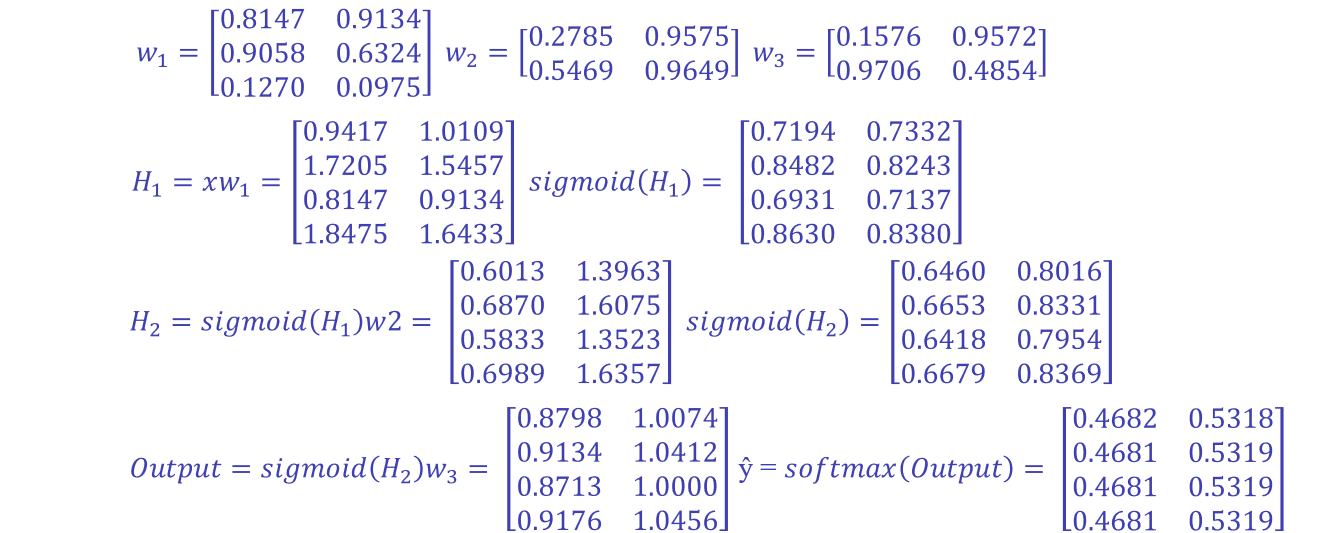 w₁ = [0.8147 0.9134; 0.9058 0.6324; 0.1270 0.0975] w₂ = [0.2785 0.9575; 0.5469 0.9649] w₃ = [0.1576 0.9572; 0.9706 0.4854]
H₁ = xw₁ = [0.9417 1.0109; 1.7205 1.5457; 0.8147 0.9134; 1.8475 1.6433] sigmoid(H₁) = [0.7194 0.7332; 0.8482 0.8243; 0.6931 0.7137; 0.8630 0.8380]
H₂ = sigmoid(H₁)w2 = [0.6013 1.3963; 0.6870 1.6075; 0.5833 1.3523; 0.6989 1.6357] sigmoid(H₂) = [0.6460 0.8016; 0.6653 0.8331; 0.6418 0.7954; 0.6679 0.8369]
Output = sigmoid(H₂)w₃ = [0.8798 1.0074; 0.9134 1.0412; 0.8713 1.0000; 0.9176 1.0456] ŷ = softmax(Output) = [0.4682 0.5318; 0.4681 0.5319; 0.4681 0.5319; 0.4681 0.5319]